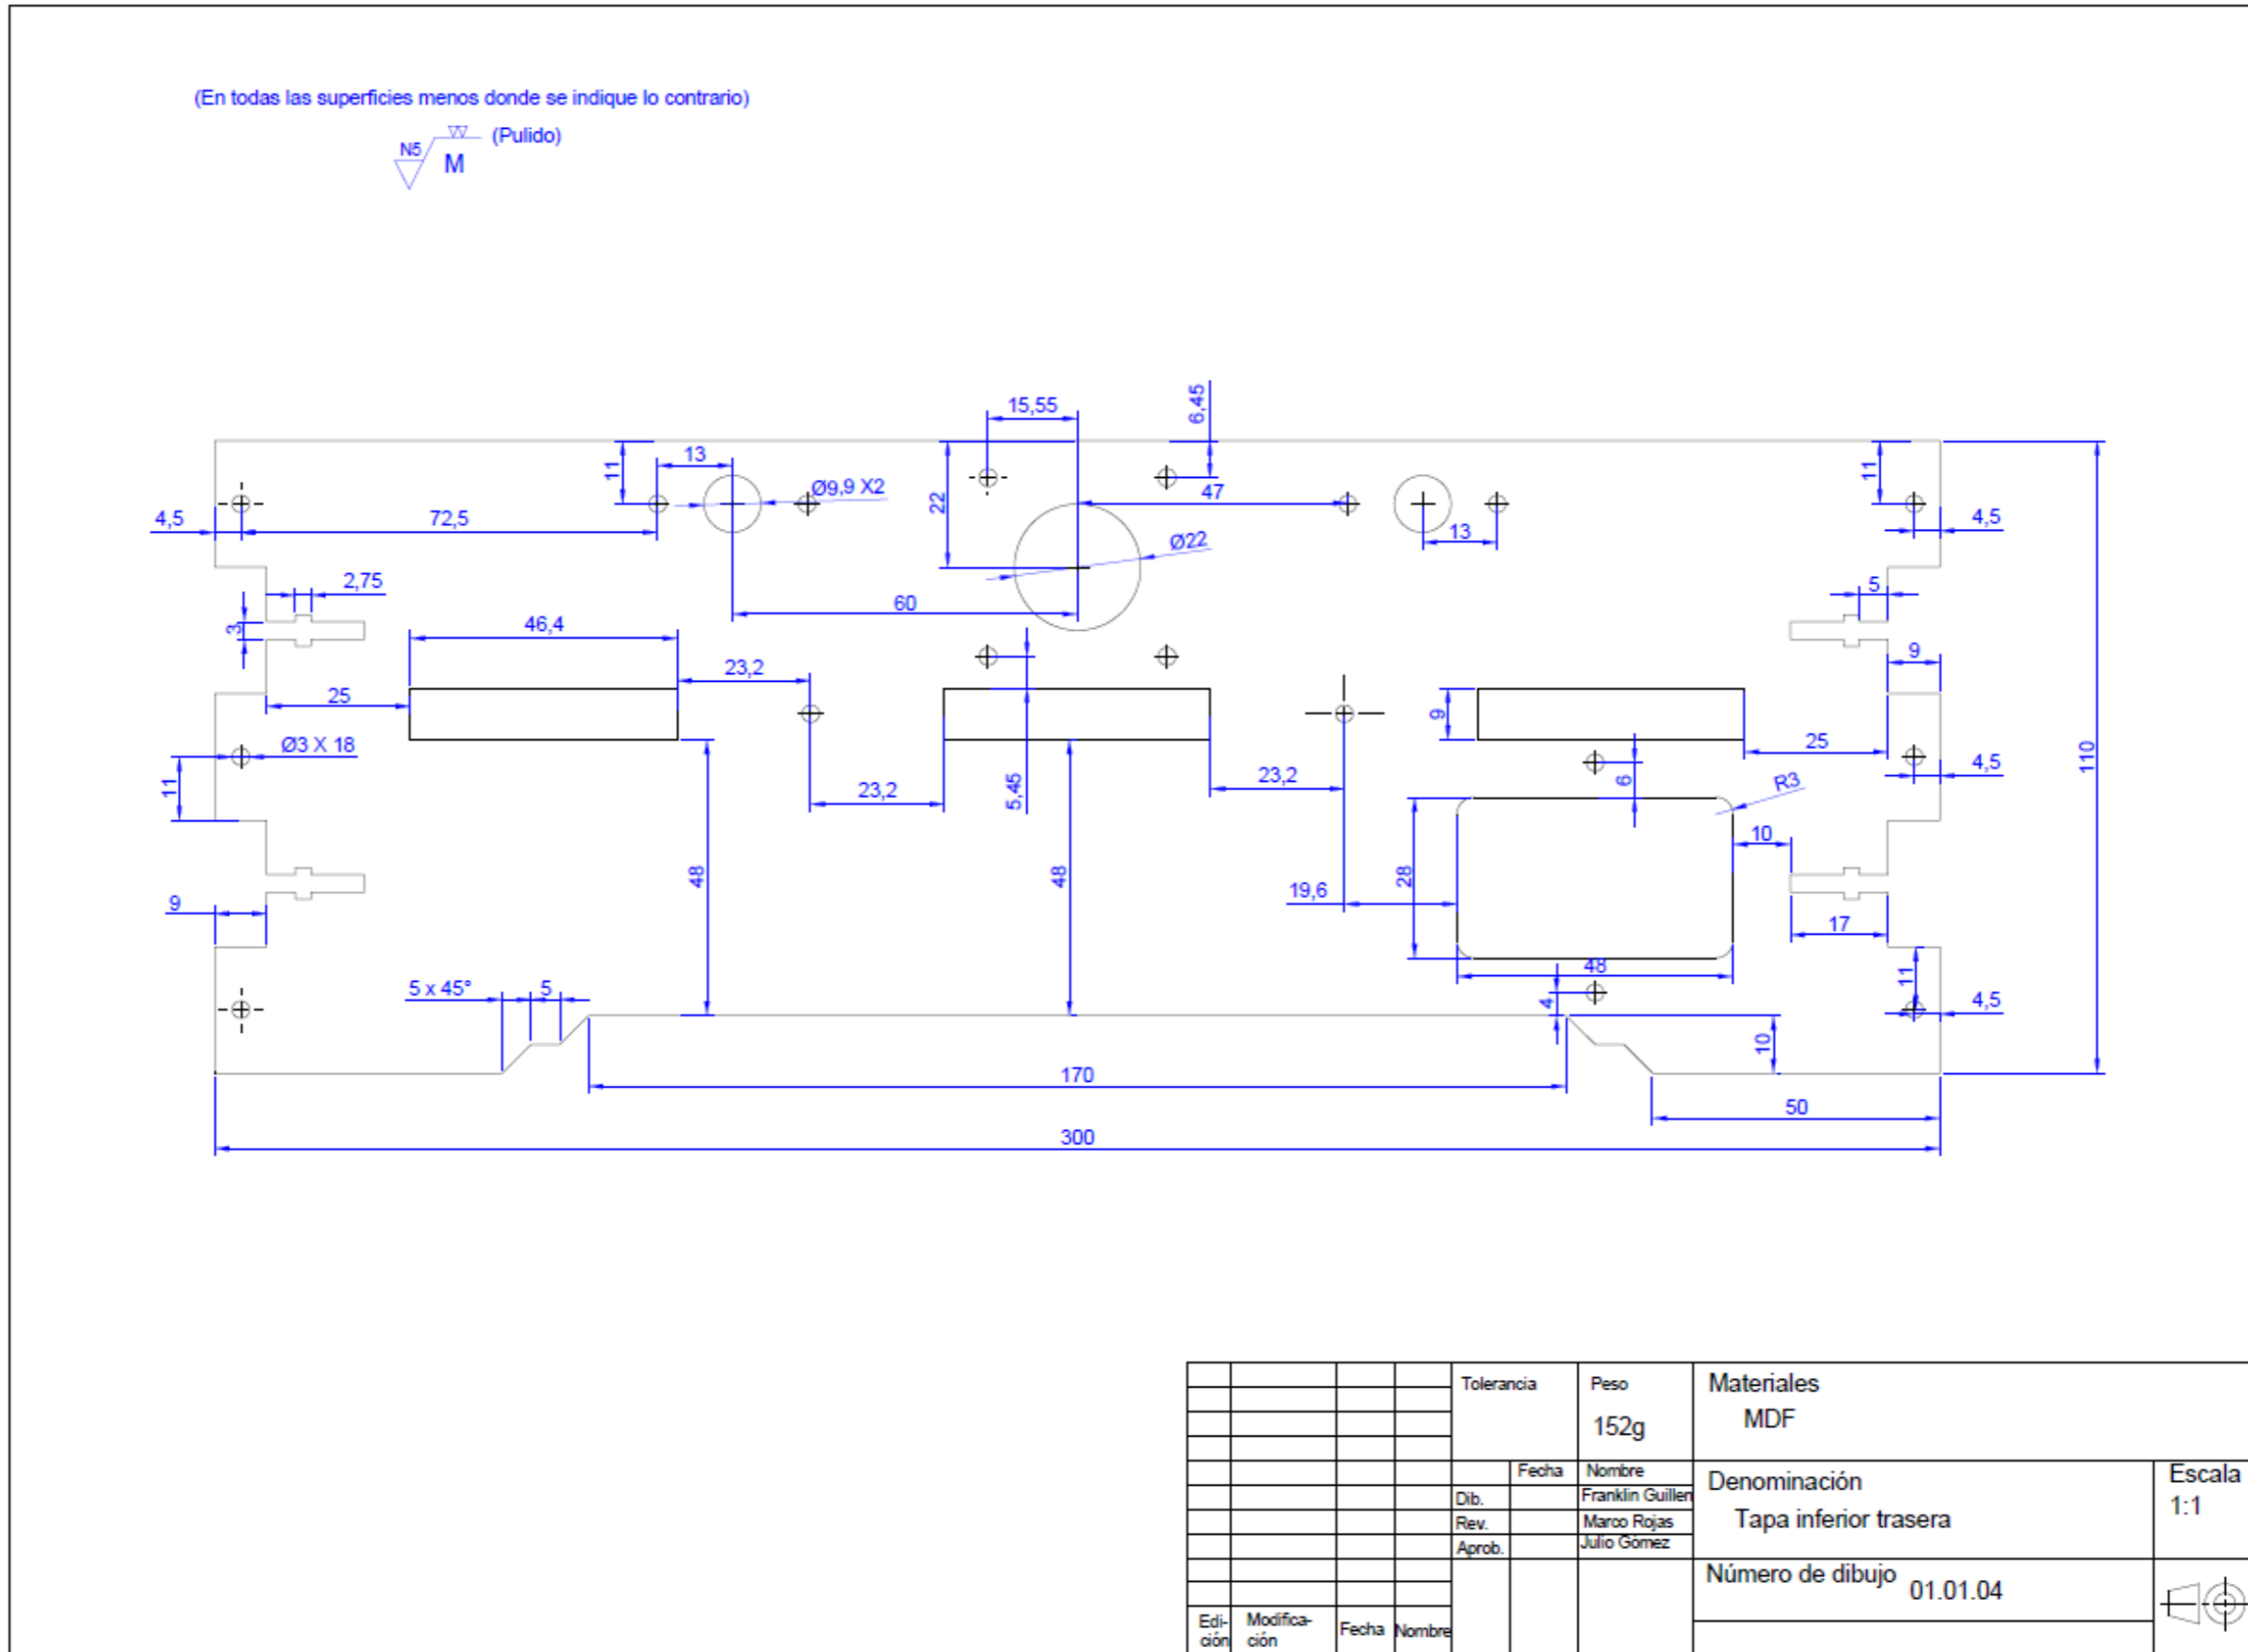 (En todas las superficies menos donde se indique lo contrario)
N5 M (Pulido)
15,55
6,45
11
13
Ø9,9 X2
22
47
11
4,5
72,5
13
4,5
Ø22
2,75
5
60
3
46,4
23,2
9
25
9
25
110
Ø3 X 18
11
23,2
5,45
23,2
6
R3
4,5
10
48
48
19,6
28
9
17
48
11
5 x 45°
5
4
4,5
10
170
50
300
Tolerancia
Peso
152g
Materiales
MDF
Fecha
Nombre
Dib.
Franklin Guillen
Rev.
Marco Rojas
Aprob.
Julio Gómez
Denominación
Tapa inferior trasera
Escala
1:1
Número de dibujo 01.01.04
Edi-
ción
Modifica-
ción
Fecha
Nombre